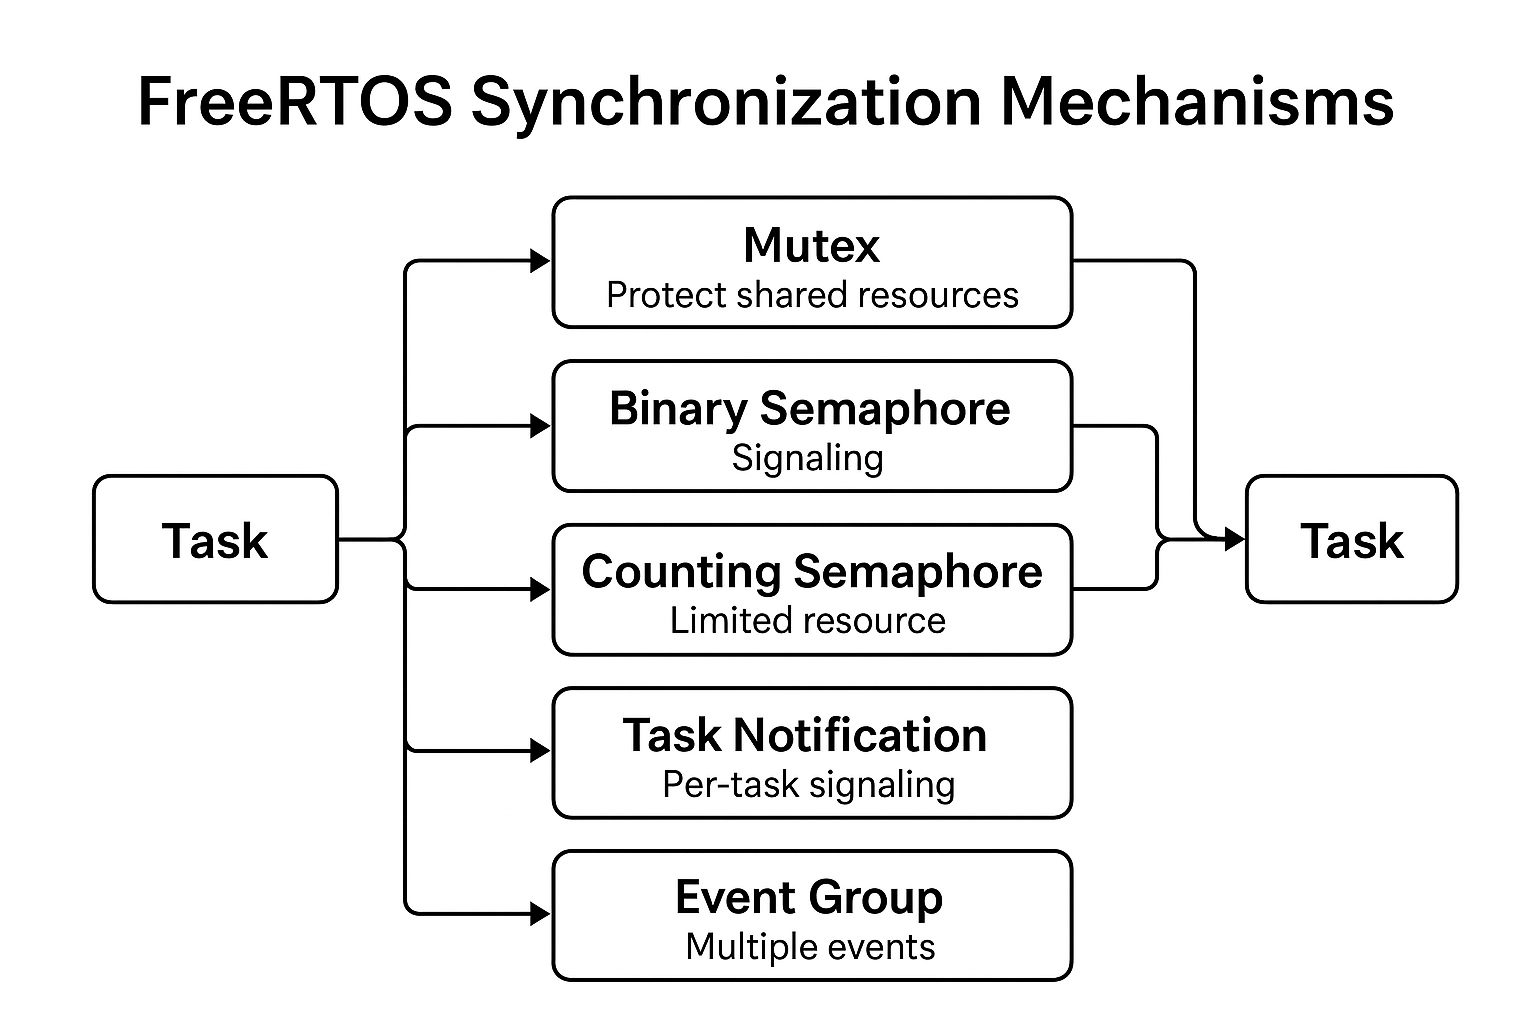 FreeRTOS Synchronization Mechanisms
Mutex
Protect shared resources
Binary Semaphore
Signaling
Task
Task
Counting Semaphore
Limited resource
Task Notification
Per-task signaling
Event Group
Multiple events